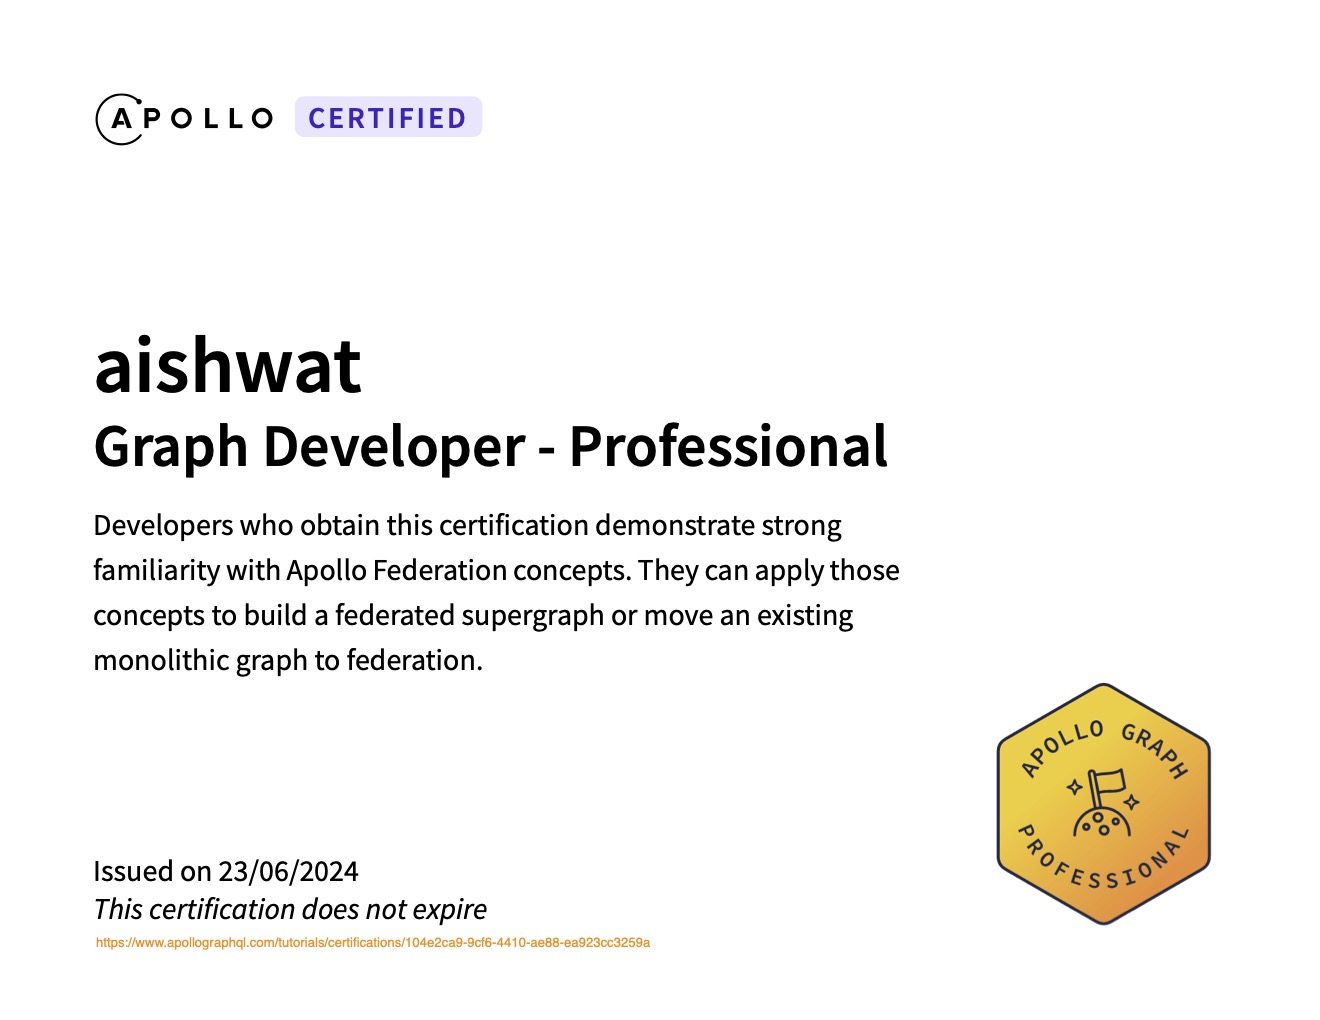 APOLLO CERTIFIED
aishwat
Graph Developer - Professional
Developers who obtain this certification demonstrate strong
familiarity with Apollo Federation concepts. They can apply those
concepts to build a federated supergraph or move an existing
monolithic graph to federation.
APOLLO GRAPH
PROFESSIONAL
Issued on 23/06/2024
This certification does not expire
https://www.apollographql.com/tutorials/certifications/104e2ca9-9cf6-4410-ae88-ea923cc3259a